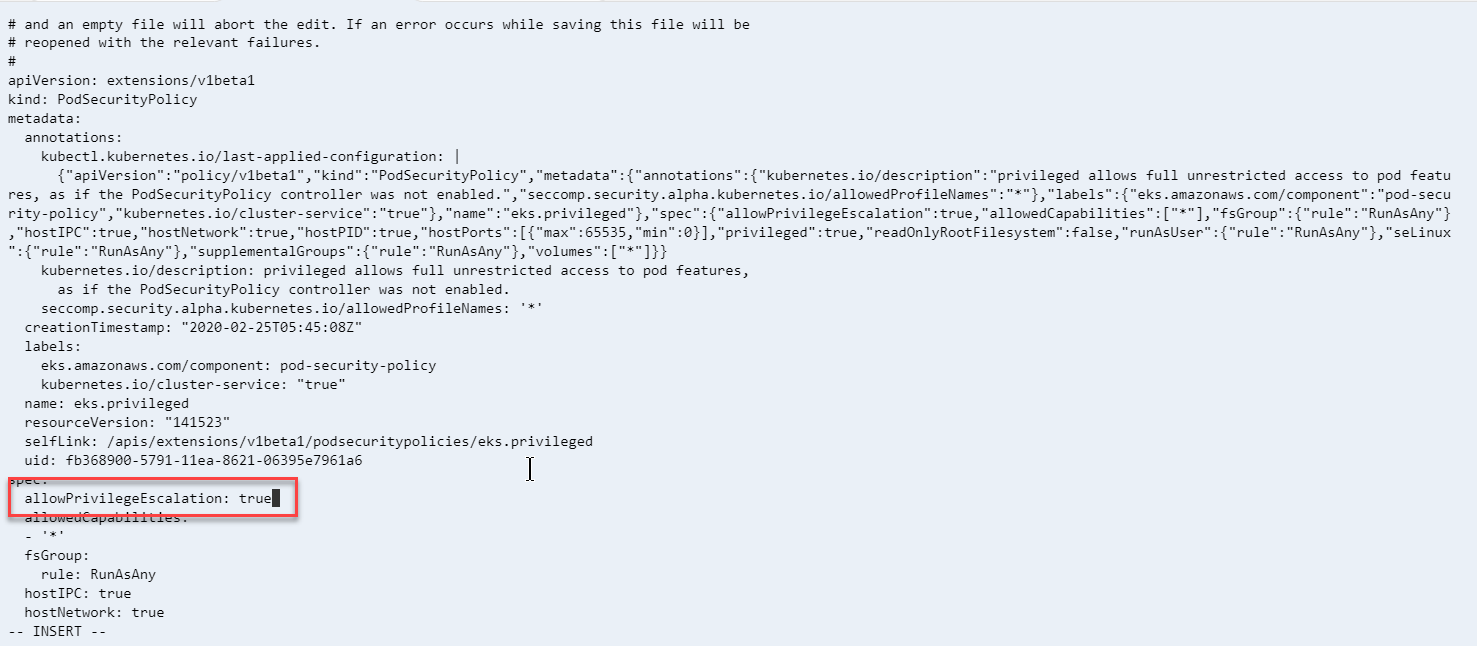 # and an empty file will abort the edit. If an error occurs while saving this file will be
# reopened with the relevant failures.
#
apiVersion: extensions/v1beta1
kind: PodSecurityPolicy
metadata:
  annotations:
    kubectl.kubernetes.io/last-applied-configuration: |
      {"apiVersion":"policy/v1beta1","kind":"PodSecurityPolicy","metadata":{"annotations":{"kubernetes.io/description":"privileged allows full unrestricted access to pod featu
res, as if the PodSecurityPolicy controller was not enabled.","seccomp.security.alpha.kubernetes.io/allowedProfileNames":"*"},"labels":{"eks.amazonaws.com/component":"pod-secu
rity-policy","kubernetes.io/cluster-service":"true"},"name":"eks.privileged"},"spec":{"allowPrivilegeEscalation":true,"allowedCapabilities":["*"],"fsGroup":{"rule":"RunAsAny"}
,"hostIPC":true,"hostNetwork":true,"hostPID":true,"hostPorts":[{"max":65535,"min":0}],"privileged":true,"readOnlyRootFilesystem":false,"runAsUser":{"rule":"RunAsAny"},"seLinux
":{"rule":"RunAsAny"},"supplementalGroups":{"rule":"RunAsAny"},"volumes":["*"]}}
    kubernetes.io/description: privileged allows full unrestricted access to pod features,
      as if the PodSecurityPolicy controller was not enabled.
    seccomp.security.alpha.kubernetes.io/allowedProfileNames: '*'
  creationTimestamp: "2020-02-25T05:45:08Z"
  labels:
    eks.amazonaws.com/component: pod-security-policy
    kubernetes.io/cluster-service: "true"
  name: eks.privileged
  resourceVersion: "141523"
  selfLink: /apis/extensions/v1beta1/podsecuritypolicies/eks.privileged
  uid: fb368900-5791-11ea-8621-06395e7961a6
spec:
  allowPrivilegeEscalation: true
  allowedCapabilities:
  - '*'
  fsGroup:
    rule: RunAsAny
  hostIPC: true
  hostNetwork: true
-- INSERT --